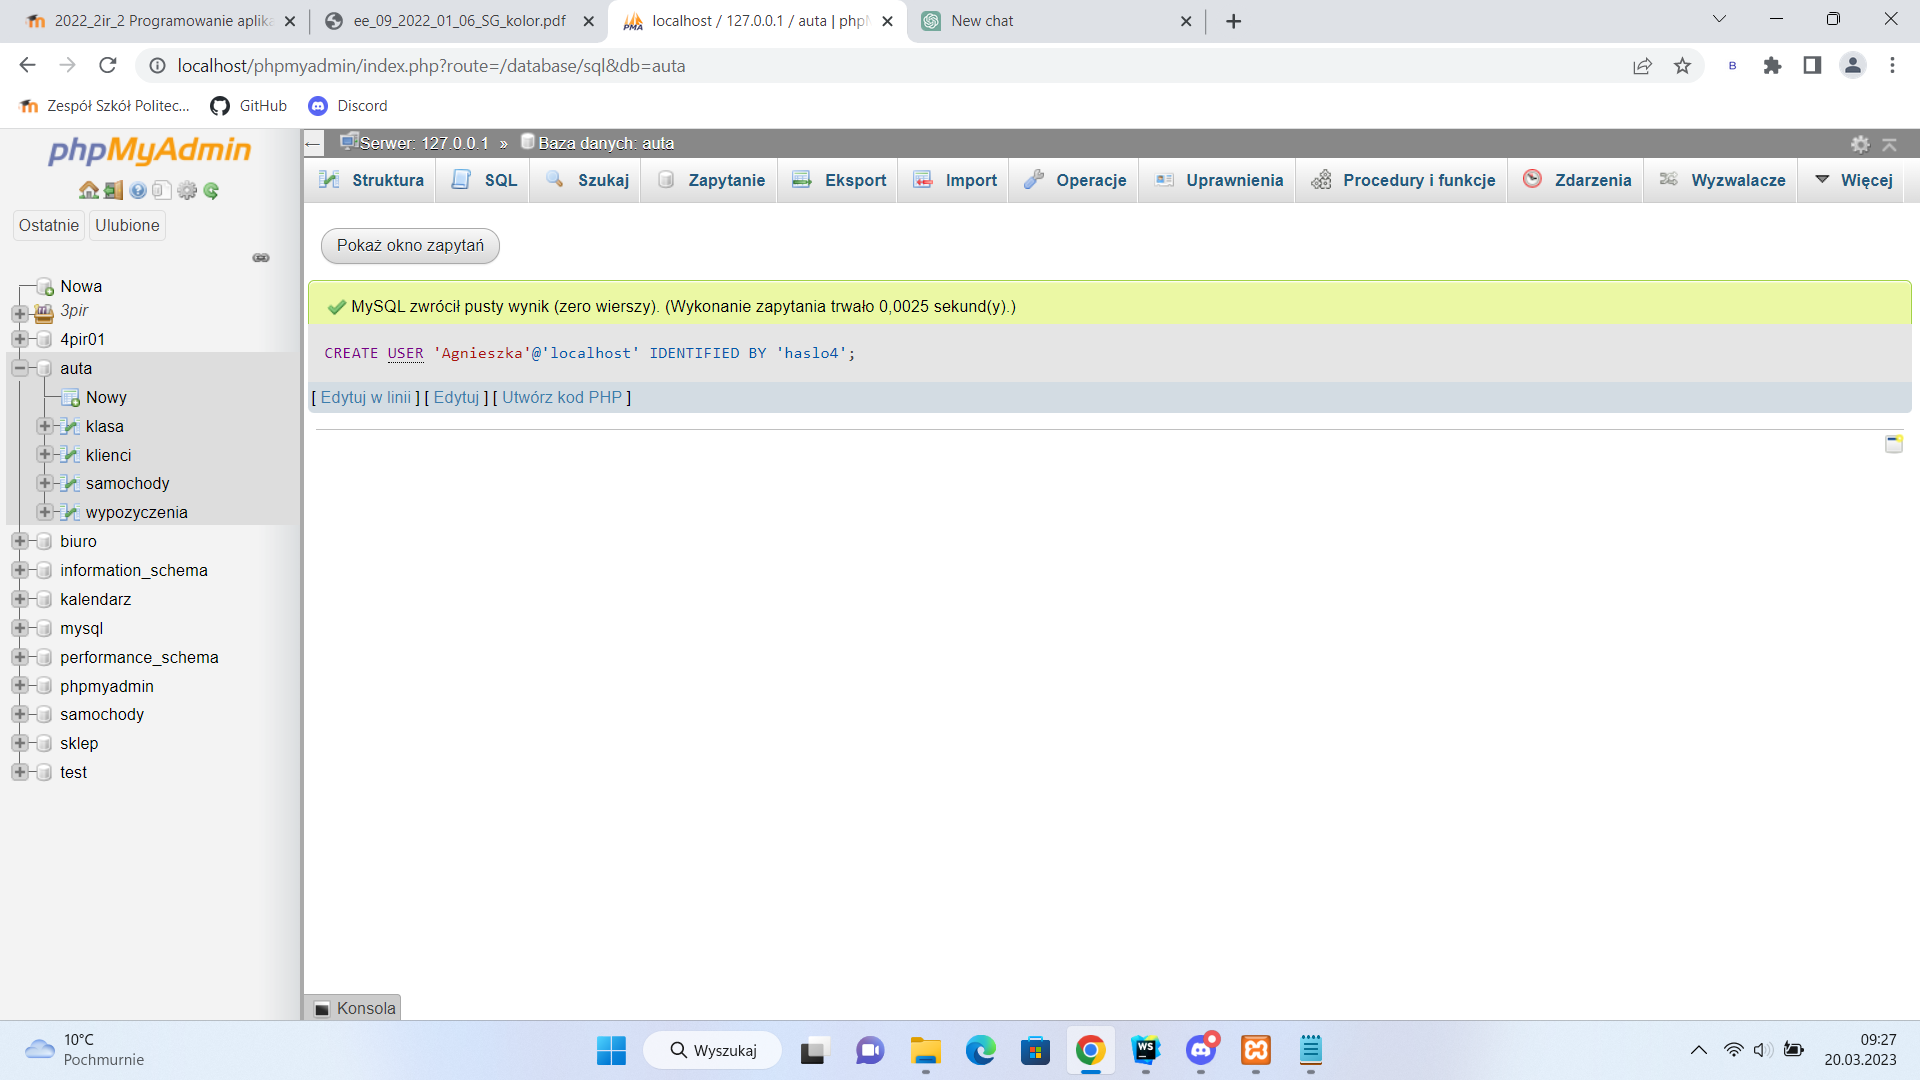 2022_2ir_2 Programowanie aplika
ee_09_2022_01_06_SG_kolor.pdf
localhost / 127.0.0.1 / auta | phpM
New chat
localhost/phpmyadmin/index.php?route=/database/sql&db=auta
B
Zespół Szkół Politec...
GitHub
Discord
phpMyAdmin
Ostatnie
Ulubione
Nowa
3pir
4pir01
auta
Nowy
klasa
klienci
samochody
wypozyczenia
biuro
information_schema
kalendarz
mysql
performance_schema
phpmyadmin
samochody
sklep
test
Serwer: 127.0.0.1 » Baza danych: auta
Struktura
SQL
Szukaj
Zapytanie
Eksport
Import
Operacje
Uprawnienia
Procedury i funkcje
Zdarzenia
Wyzwalacze
Więcej
Pokaż okno zapytań
MySQL zwrócił pusty wynik (zero wierszy). (Wykonanie zapytania trwało 0,0025 sekund(y).)
CREATE USER 'Agnieszka'@'localhost' IDENTIFIED BY 'haslo4';
[ Edytuj w linii ] [ Edytuj ] [ Utwórz kod PHP ]
Konsola
10°C
Pochmurnie
Wyszukaj
WS
09:27
20.03.2023